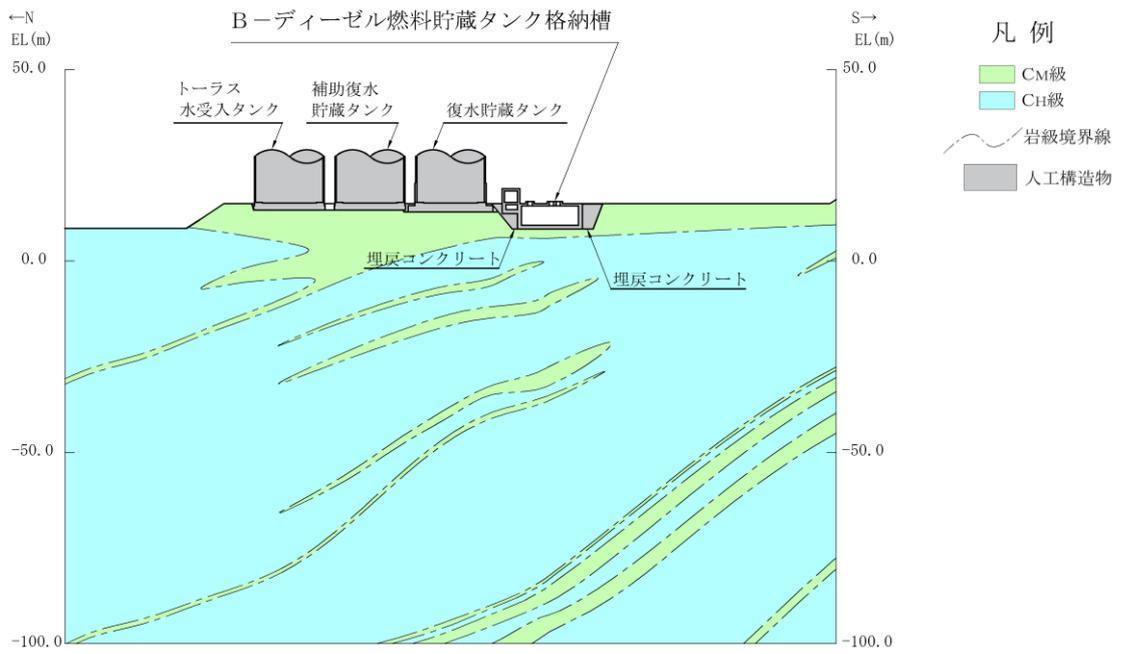 ←N
EL(m)
B－ディーゼル燃料貯蔵タンク格納槽
S→
EL(m)
凡 例
50.0
50.0
CM級
CH級
岩級境界線
人工構造物
トーラス
水受入タンク
補助復水
貯蔵タンク
復水貯蔵タンク
0.0
0.0
埋戻コンクリート
埋戻コンクリート
-50.0
-50.0
-100.0
-100.0